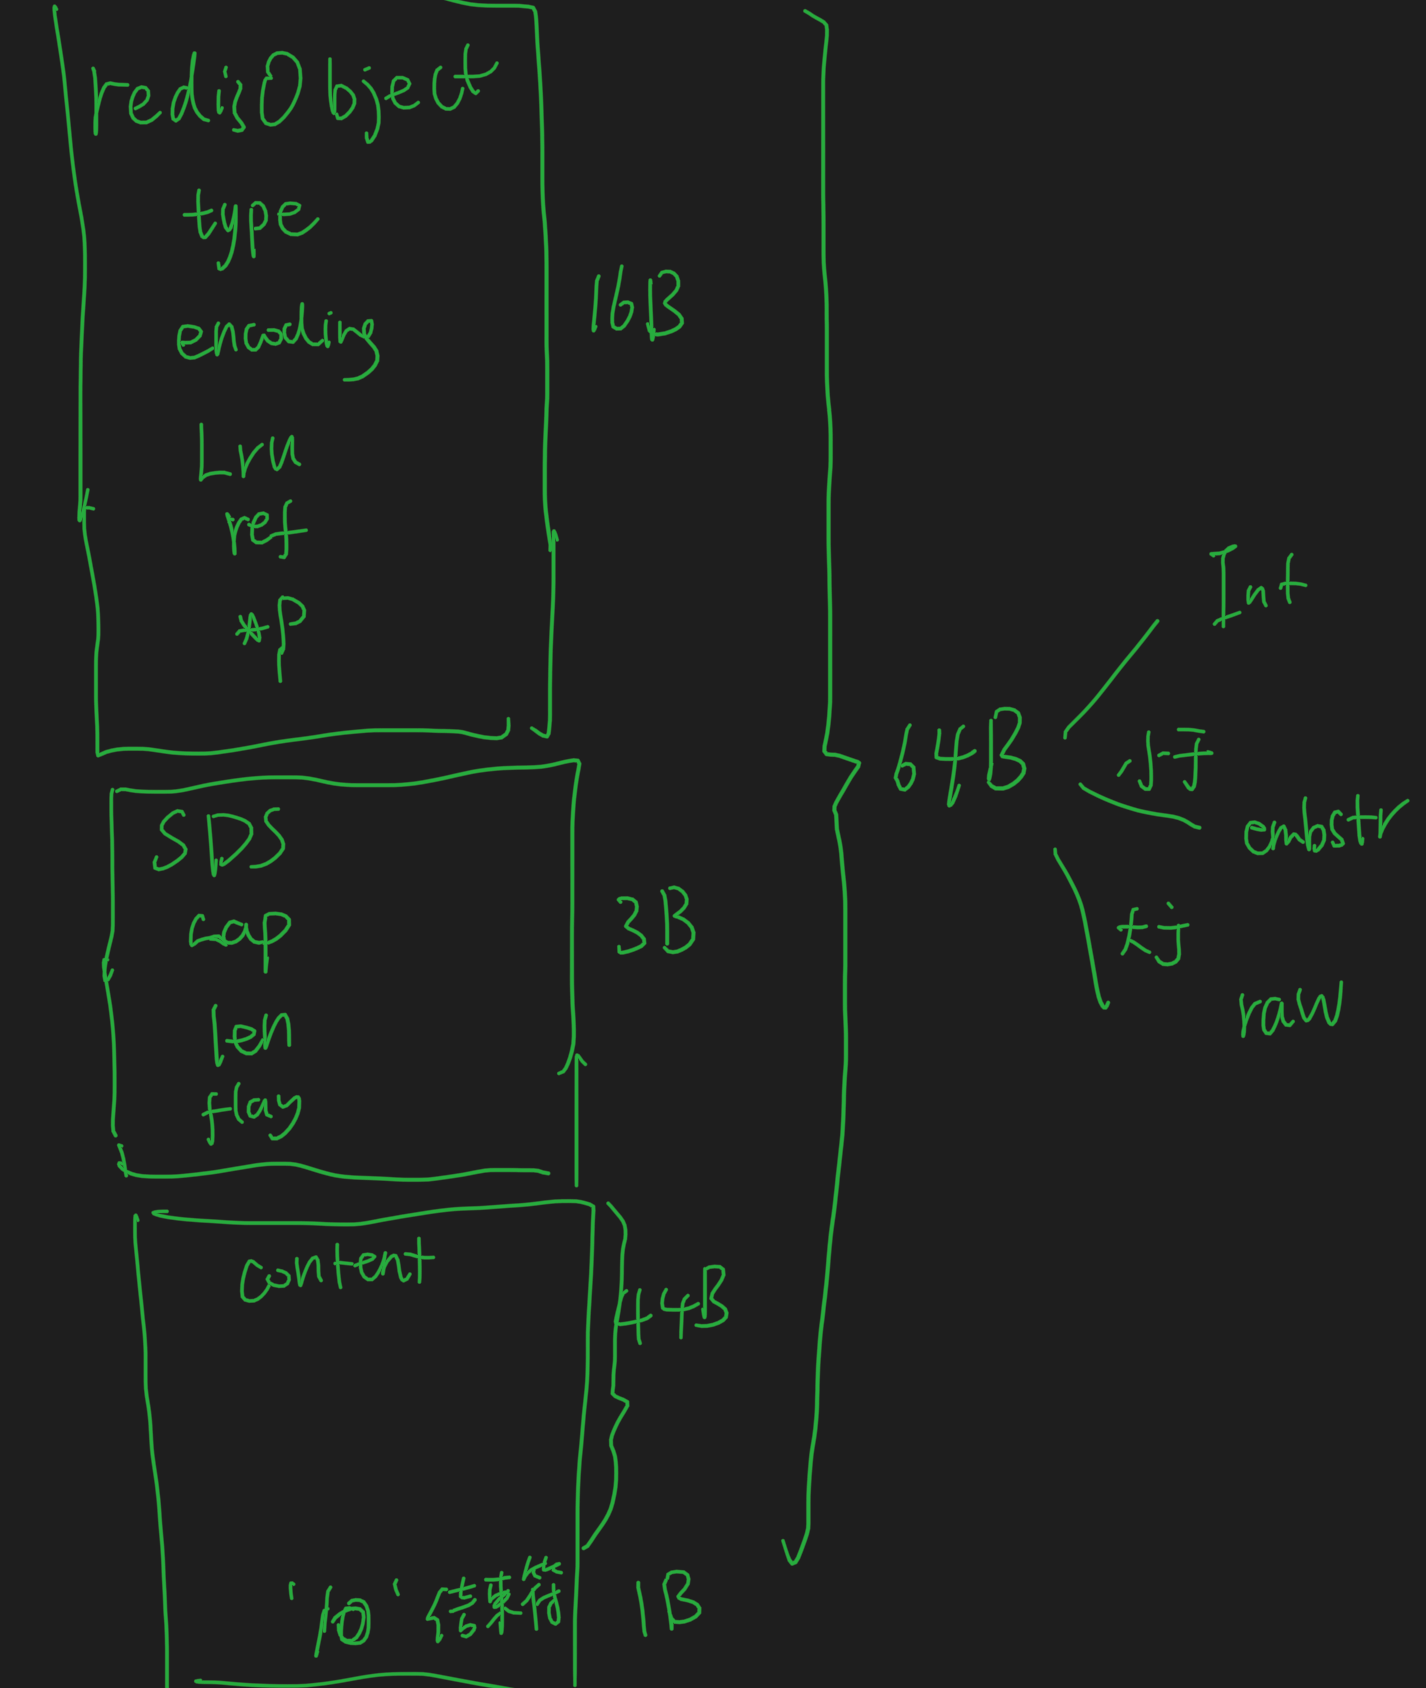 redisObject
type
encoding
Lru
ref
*P
16B
SDS
cap
len
flag
3B
content
44B
'\0' 结束符
1B
64B
Int
小于
embstr
大于
raw